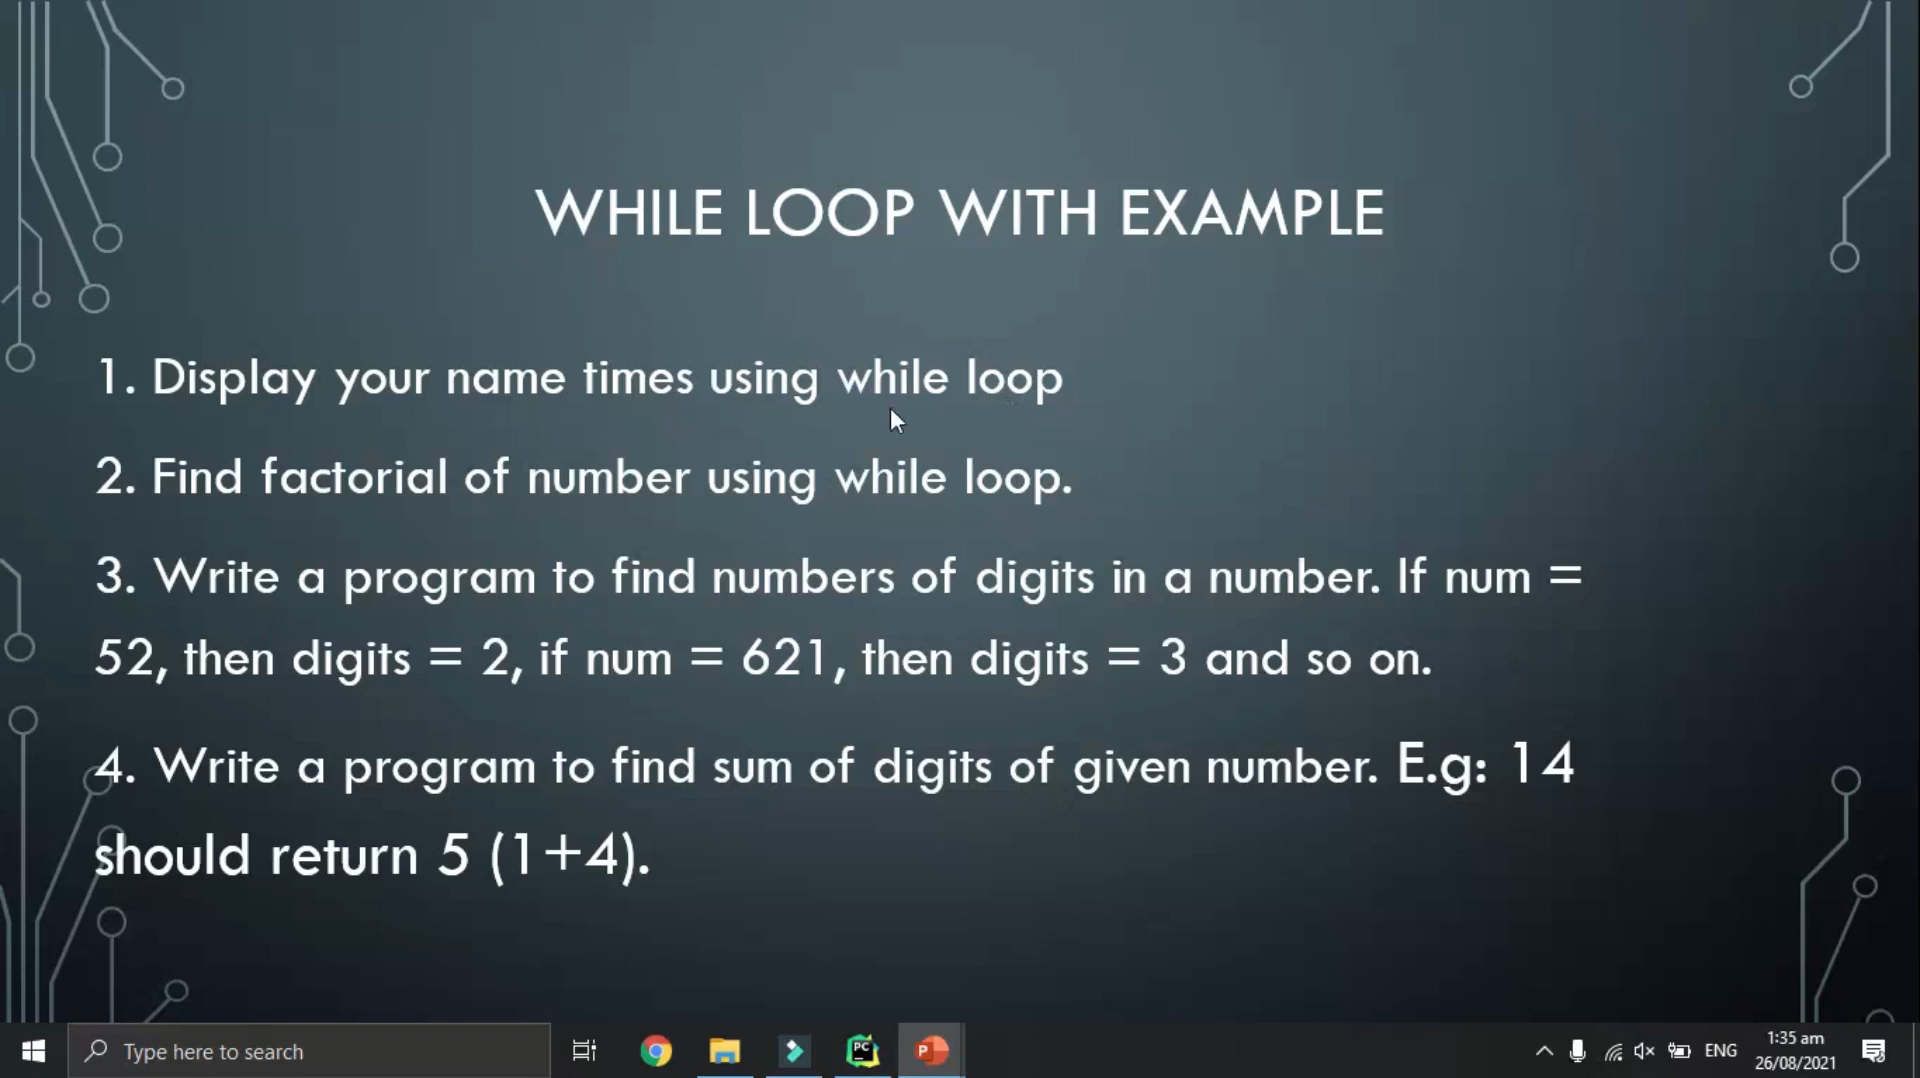 WHILE LOOP WITH EXAMPLE
1. Display your name times using while loop
2. Find factorial of number using while loop.
3. Write a program to find numbers of digits in a number. If num =
52, then digits = 2, if num = 621, then digits = 3 and so on.
4. Write a program to find sum of digits of given number. E.g: 14
should return 5 (1+4).
Type here to search
PC
P
ENG
1:35 am
26/08/2021